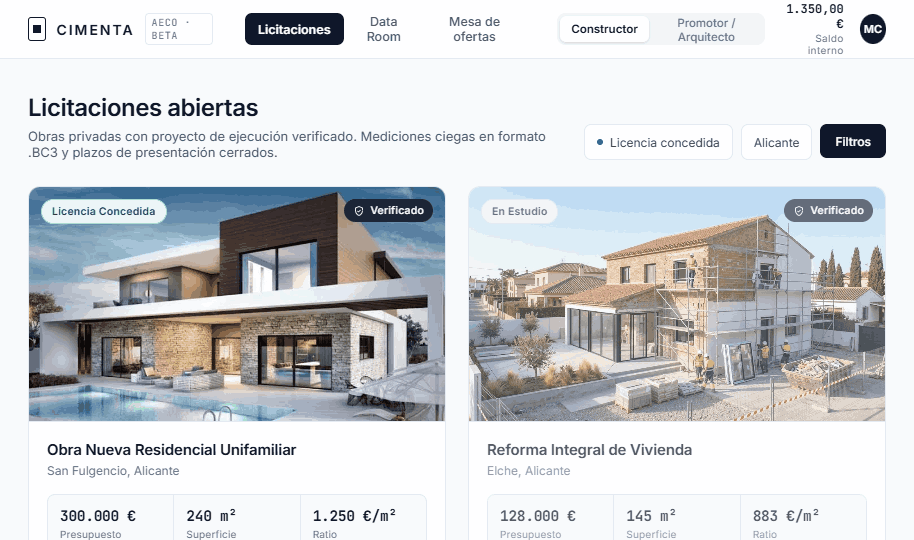 CIMENTA
AECO ·
BETA
Licitaciones
Data
Room
Mesa de
ofertas
Constructor
Promotor /
Arquitecto
1.350,00
€
Saldo
interno
MC
Licitaciones abiertas
Obras privadas con proyecto de ejecución verificado. Mediciones ciegas en formato
.BC3 y plazos de presentación cerrados.
Licencia concedida
Alicante
Filtros
Licencia Concedida
Verificado
En Estudio
Verificado
Obra Nueva Residencial Unifamiliar
San Fulgencio, Alicante
300.000 €
Presupuesto
240 m²
Superficie
1.250 €/m²
Ratio
Reforma Integral de Vivienda
Elche, Alicante
128.000 €
Presupuesto
145 m²
Superficie
883 €/m²
Ratio